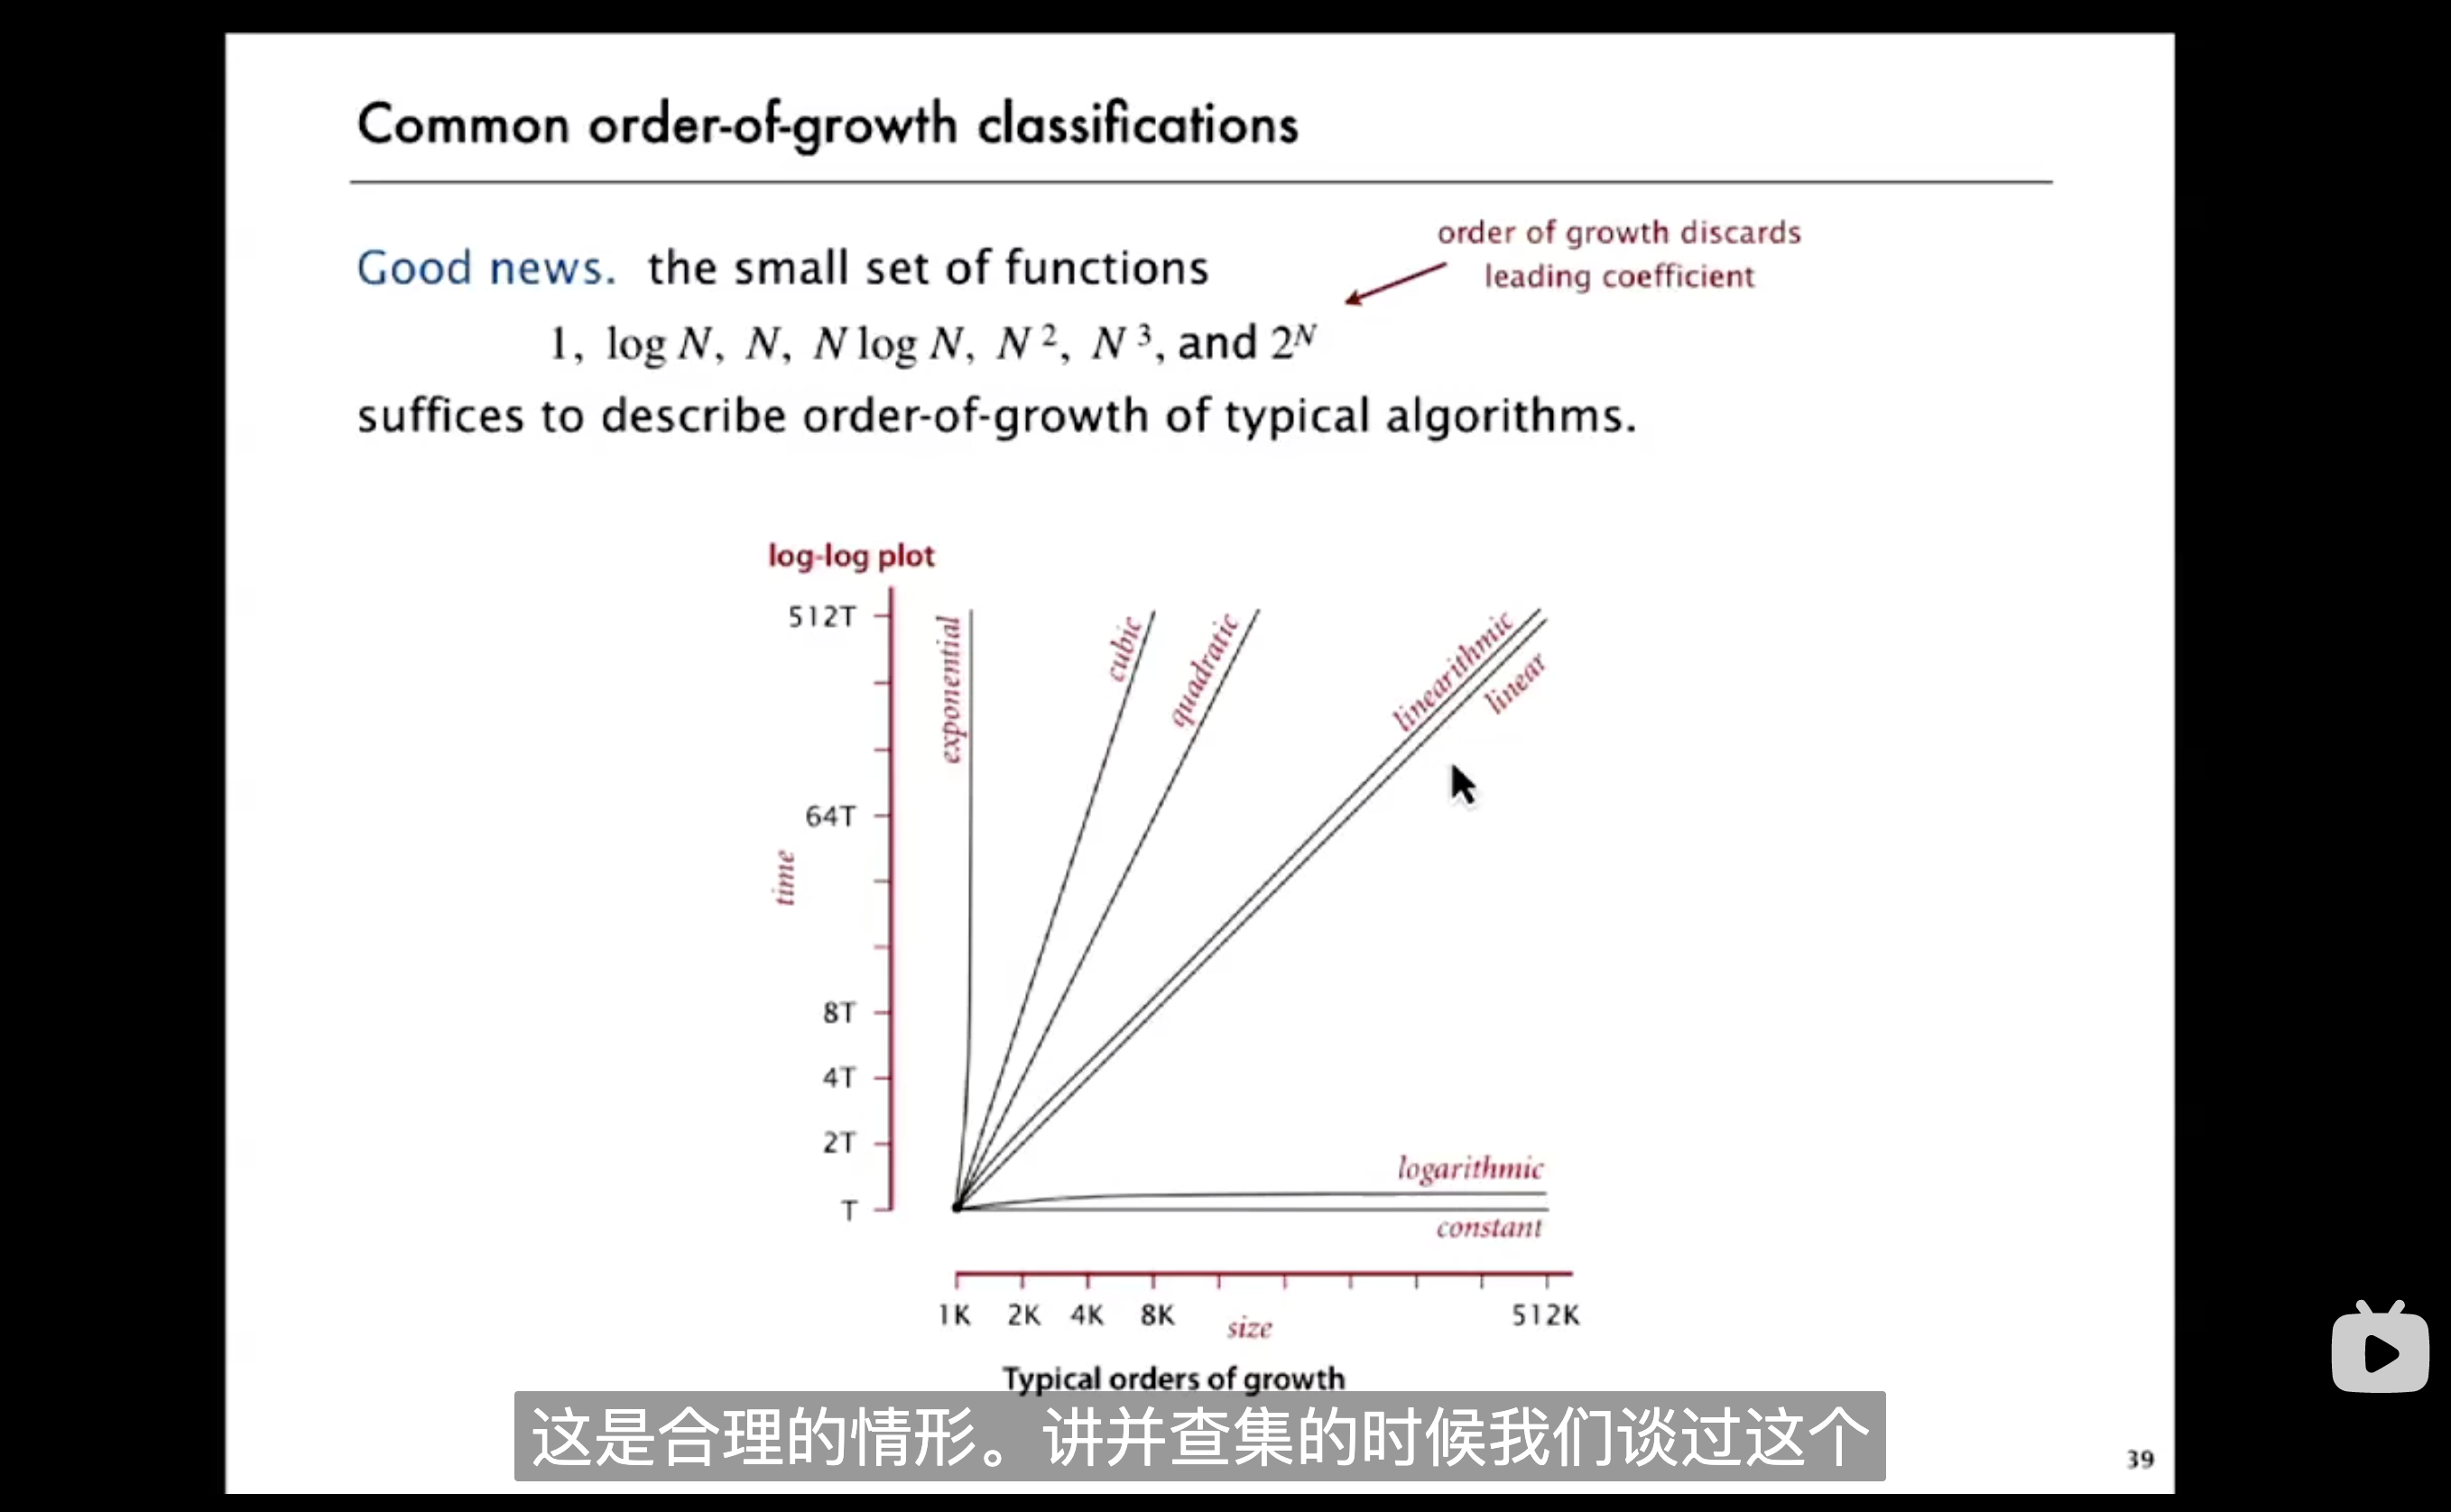 Common order-of-growth classifications
order of growth discards
leading coefficient
Good news. the small set of functions
1, log N, N, N log N, N², N³, and 2ᴺ
suffices to describe order-of-growth of typical algorithms.
log-log plot
512T
64T
8T
4T
2T
T
time
exponential
cubic
quadratic
linearithmic
linear
logarithmic
constant
1K 2K 4K 8K 512K
size
Typical orders of growth
这是合理的情形。讲并查集的时候我们谈过这个
39